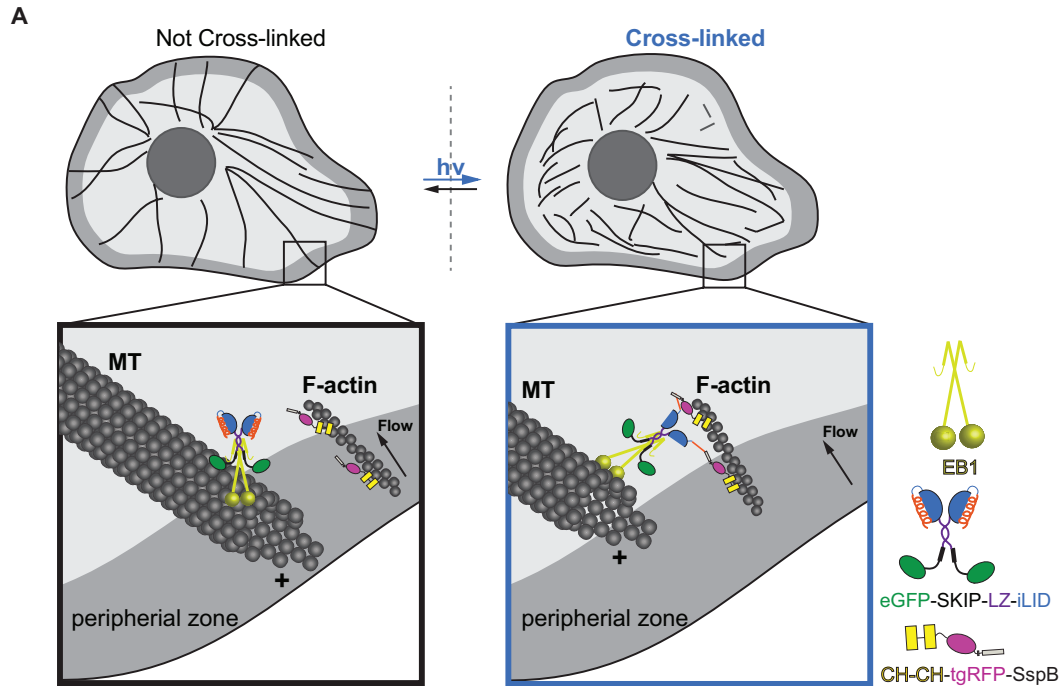 A
Not Cross-linked
Cross-linked
hv
MT
F-actin
Flow
+
peripherial zone
MT
F-actin
Flow
+
peripherial zone
EB1
eGFP-SKIP-LZ-iLID
CH-CH-tgRFP-SspB